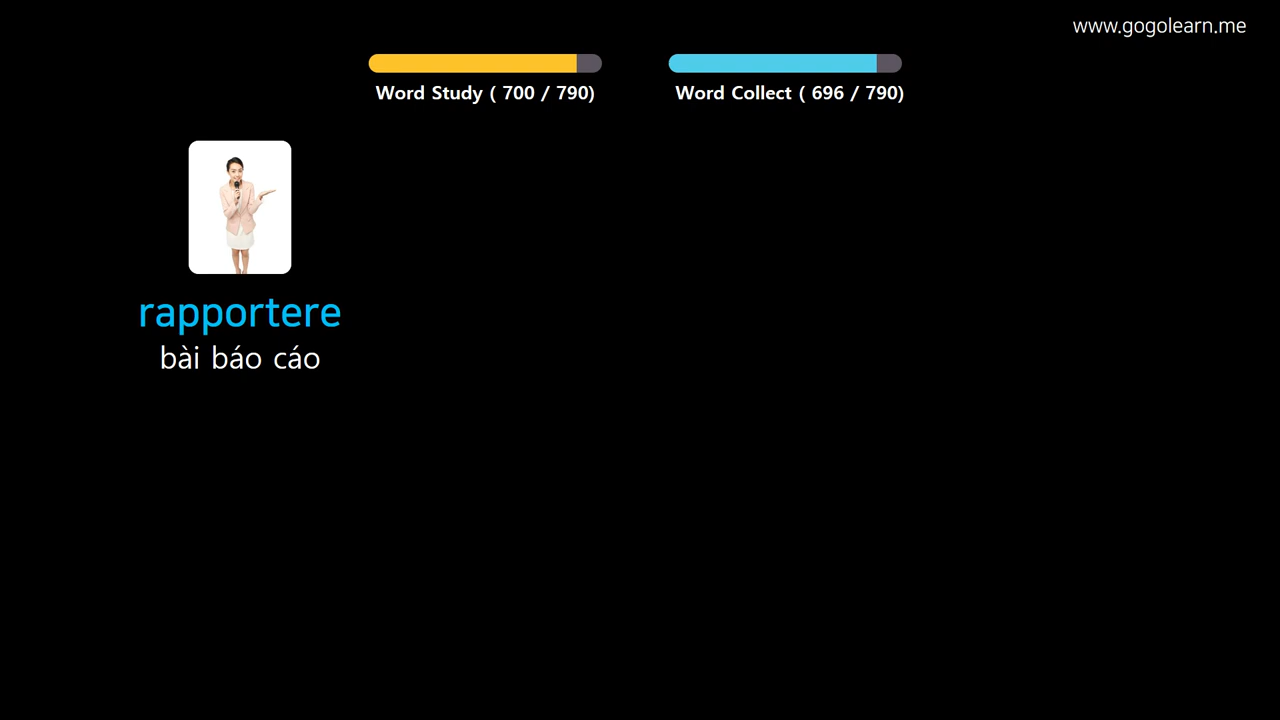 www.gogolearn.me
Word Study ( 700 / 790)
Word Collect ( 696 / 790)
rapportere
bài báo cáo